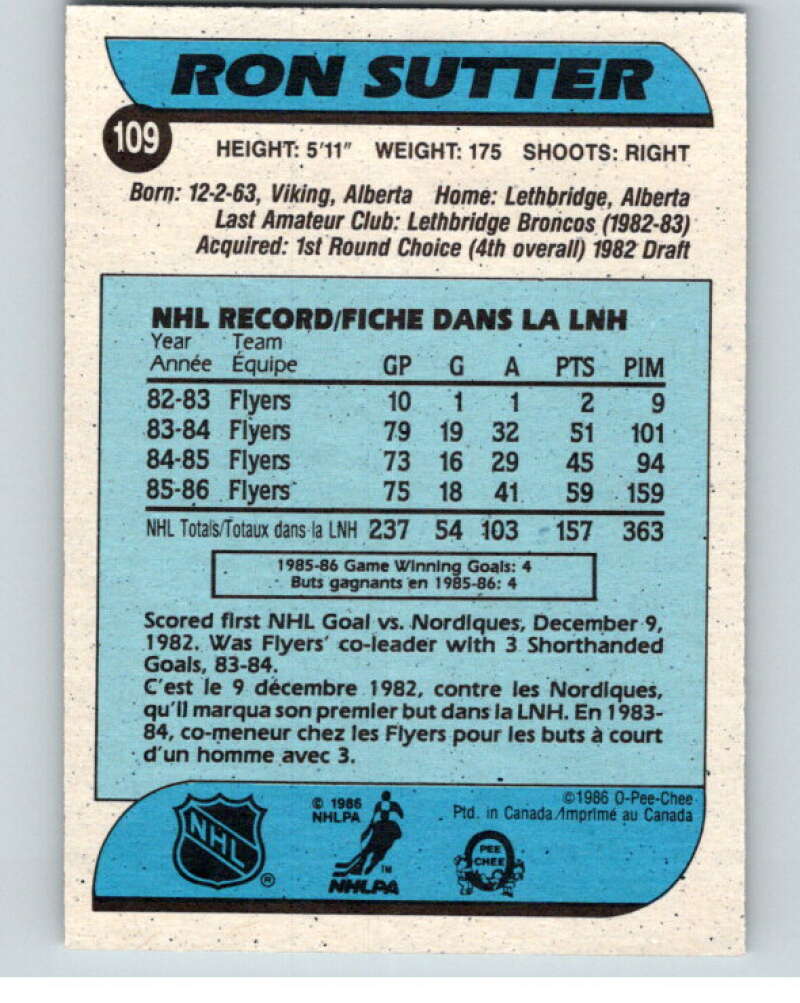 RON SUTTER
109
HEIGHT: 5'11" WEIGHT: 175 SHOOTS: RIGHT
Born: 12-2-63, Viking, Alberta Home: Lethbridge, Alberta
Last Amateur Club: Lethbridge Broncos (1982-83)
Acquired: 1st Round Choice (4th overall) 1982 Draft
NHL RECORD/FICHE DANS LA LNH
Year Team
Année Équipe GP G A PTS PIM
82-83 Flyers 10 1 1 2 9
83-84 Flyers 79 19 32 51 101
84-85 Flyers 73 16 29 45 94
85-86 Flyers 75 18 41 59 159
NHL Totals/Totaux dans la LNH 237 54 103 157 363
1985-86 Game Winning Goals: 4
Buts gagnants en 1985-86: 4
Scored first NHL Goal vs. Nordiques, December 9,
1982. Was Flyers' co-leader with 3 Shorthanded
Goals, 83-84.
C'est le 9 décembre 1982, contre les Nordiques,
qu'il marqua son premier but dans la LNH. En 1983-
84, co-meneur chez les Flyers pour les buts à court
d'un homme avec 3.
©1986 O-Pee-Chee
Ptd. in Canada/Imprimé au Canada
© 1986
NHLPA
NHL
®
TM
NHLPA
PEE
CHEE